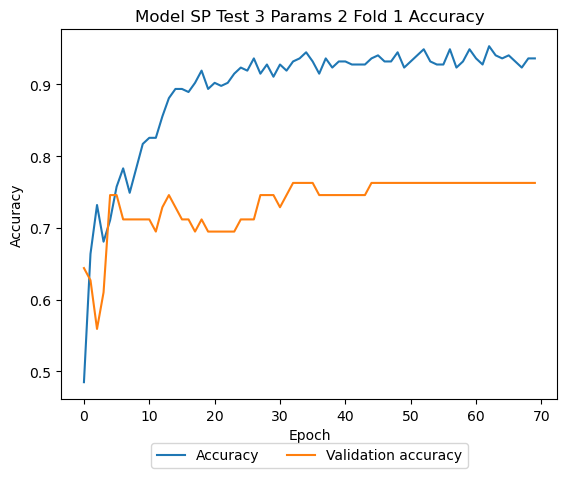 Model SP Test 3 Params 2 Fold 1 Accuracy
Accuracy
0.9
0.8
0.7
0.6
0.5
0 10 20 30 40 50 60 70
Epoch
Accuracy Validation accuracy